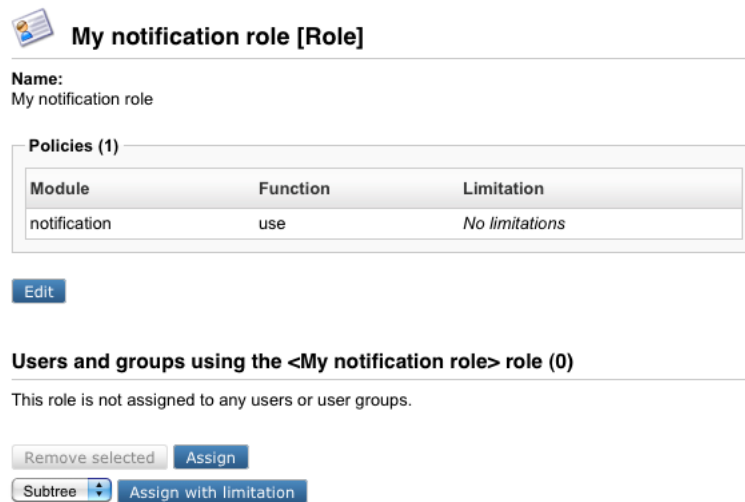 My notification role [Role]
Name:
My notification role
Policies (1)
Module Function Limitation
notification use No limitations
Edit
Users and groups using the <My notification role> role (0)
This role is not assigned to any users or user groups.
Remove selected Assign
Subtree Assign with limitation